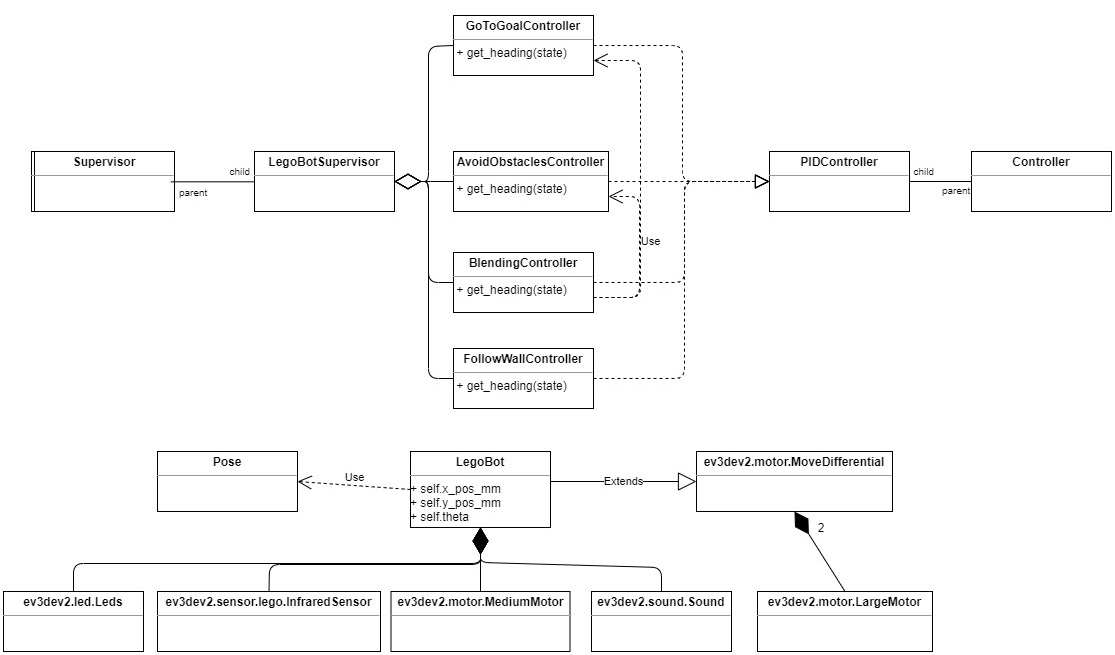 GoToGoalController
+ get_heading(state)
Supervisor
child
parent
LegoBotSupervisor
AvoidObstaclesController
+ get_heading(state)
PIDController
child
parent
Controller
Use
BlendingController
+ get_heading(state)
FollowWallController
+ get_heading(state)
Pose
Use
LegoBot
+ self.x_pos_mm
+ self.y_pos_mm
+ self.theta
Extends
ev3dev2.motor.MoveDifferential
2
ev3dev2.led.Leds
ev3dev2.sensor.lego.InfraredSensor
ev3dev2.motor.MediumMotor
ev3dev2.sound.Sound
ev3dev2.motor.LargeMotor